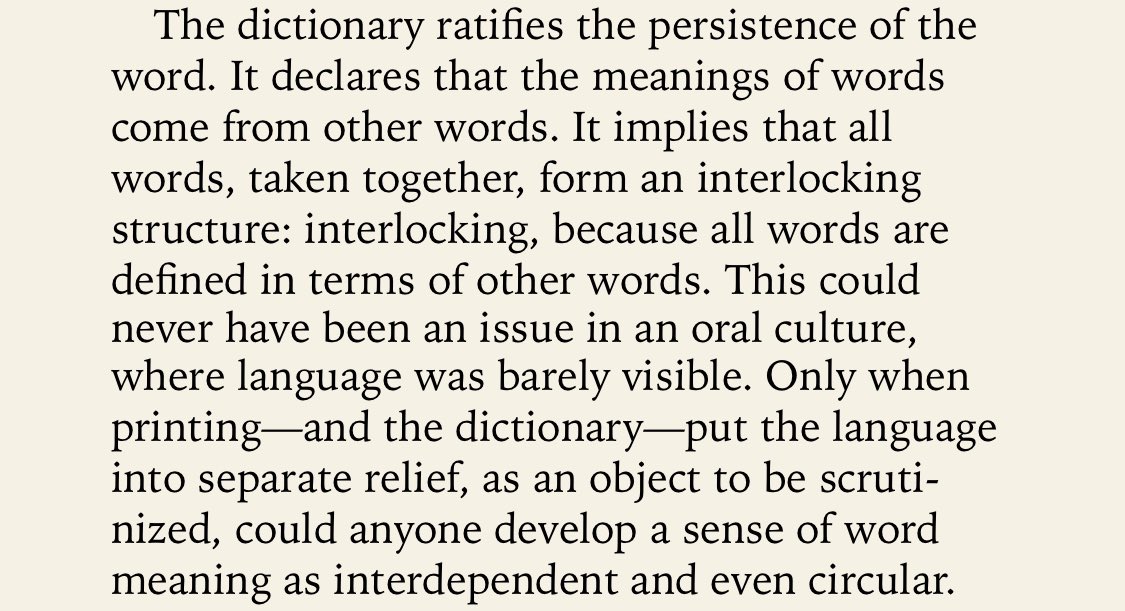 The dictionary ratifies the persistence of the
word. It declares that the meanings of words
come from other words. It implies that all
words, taken together, form an interlocking
structure: interlocking, because all words are
defined in terms of other words. This could
never have been an issue in an oral culture,
where language was barely visible. Only when
printing—and the dictionary—put the language
into separate relief, as an object to be scruti-
nized, could anyone develop a sense of word
meaning as interdependent and even circular.